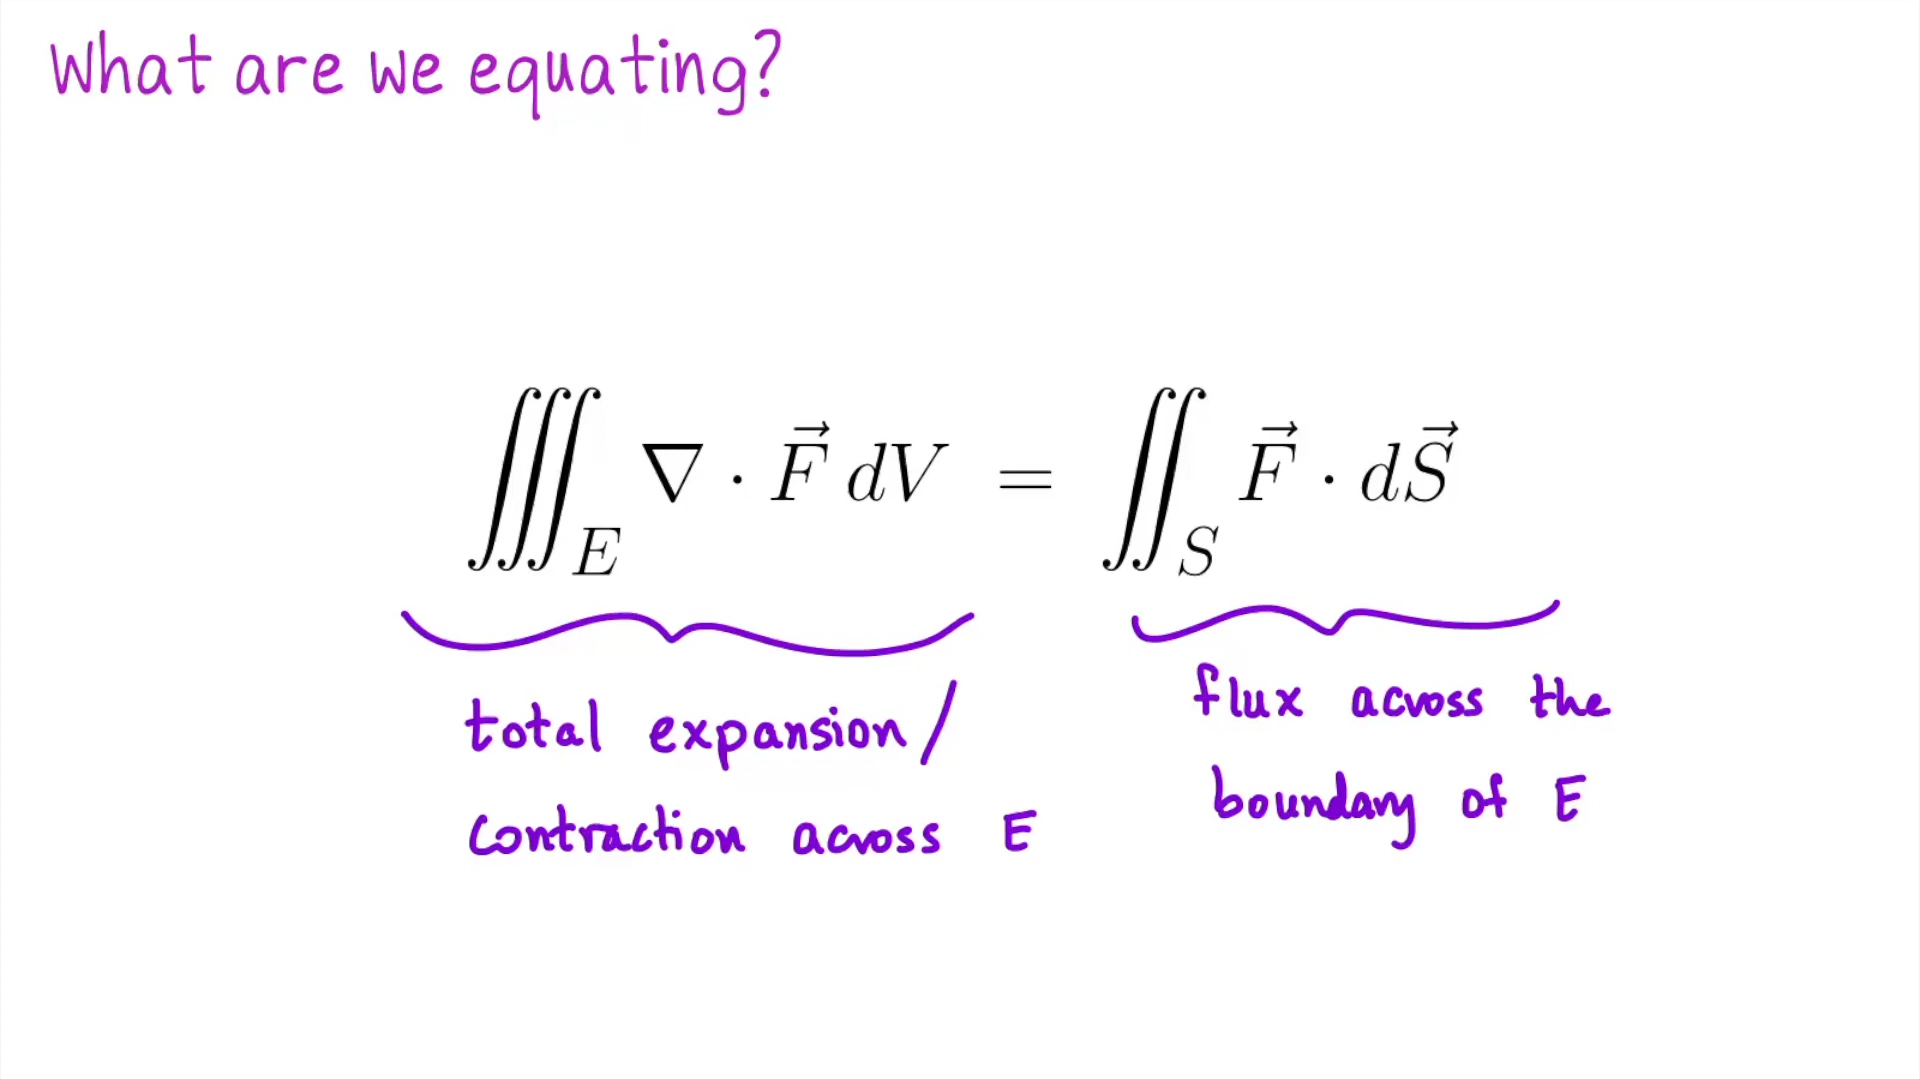 What are we equating?
∭_E ∇ · F⃗ dV = ∬_S F⃗ · dS⃗
total expansion/
contraction across E
flux across the
boundary of E